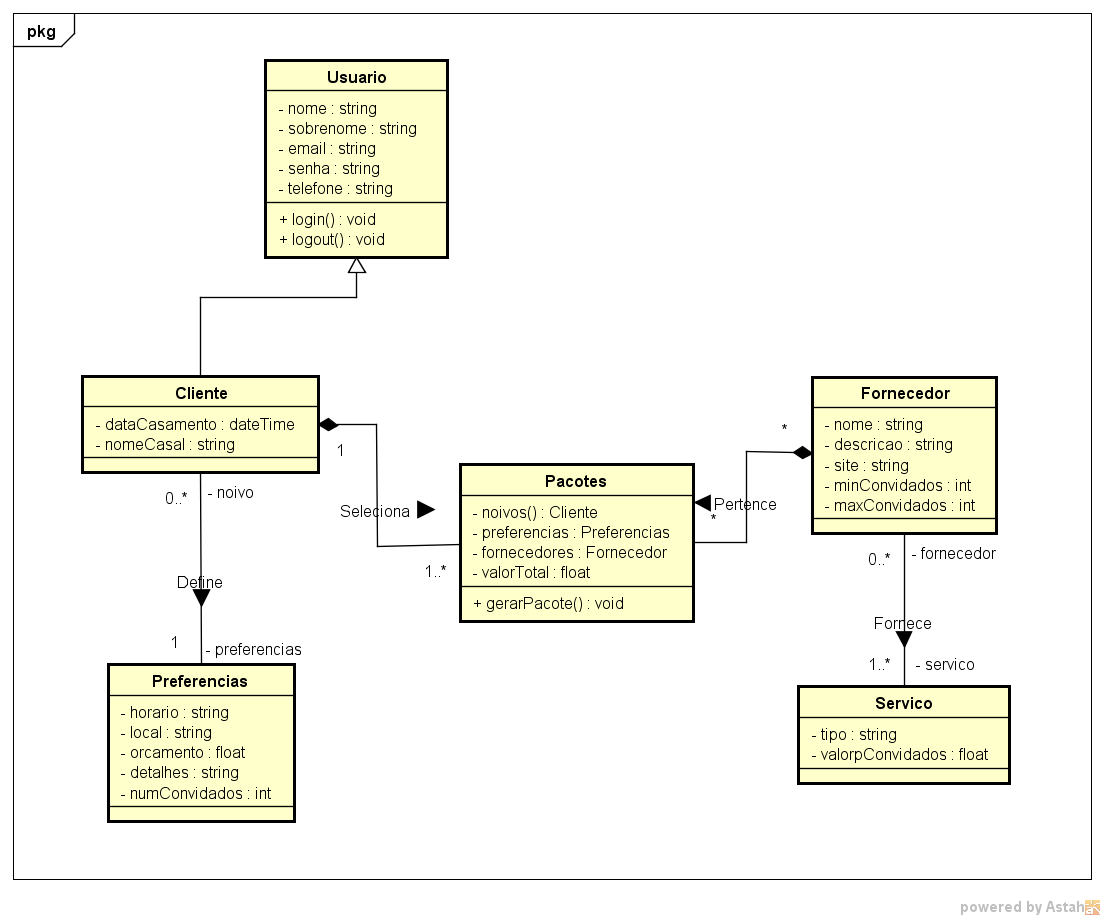 pkg
Usuario
- nome : string
- sobrenome : string
- email : string
- senha : string
- telefone : string
+ login() : void
+ logout() : void
Cliente
- dataCasamento : dateTime
- nomeCasal : string
1
0..*
- noivo
Seleciona
1..*
Define
1
- preferencias
Preferencias
- horario : string
- local : string
- orcamento : float
- detalhes : string
- numConvidados : int
Pacotes
- noivos() : Cliente
- preferencias : Preferencias
- fornecedores : Fornecedor
- valorTotal : float
+ gerarPacote() : void
*
Pertence
*
Fornecedor
- nome : string
- descricao : string
- site : string
- minConvidados : int
- maxConvidados : int
0..*
- fornecedor
Fornece
1..*
- servico
Servico
- tipo : string
- valorpConvidados : float
powered by Astah